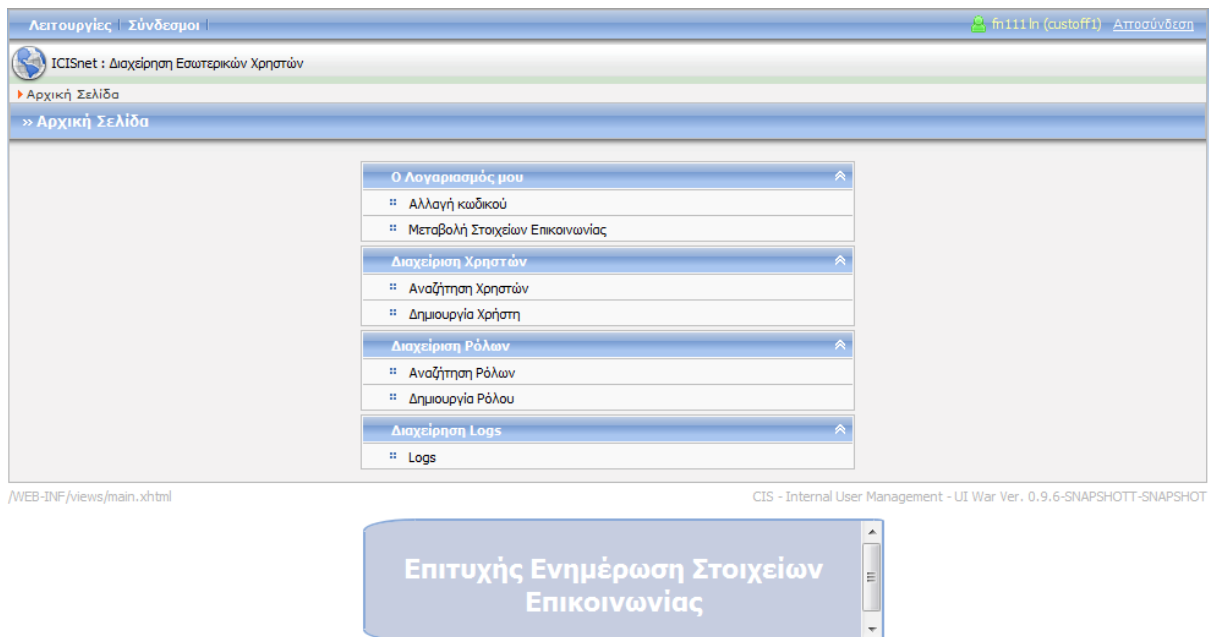 Λειτουργίες Σύνδεσμοι fn111 ln (custoff1) Αποσύνδεση
ICISnet : Διαχείρηση Εσωτερικών Χρηστών
Αρχική Σελίδα
» Αρχική Σελίδα
Ο Λογαριασμός μου
Αλλαγή κωδικού
Μεταβολή Στοιχείων Επικοινωνίας
Διαχείριση Χρηστών
Αναζήτηση Χρηστών
Δημιουργία Χρήστη
Διαχείριση Ρόλων
Αναζήτηση Ρόλων
Δημιουργία Ρόλου
Διαχείρηση Logs
Logs
/WEB-INF/views/main.xhtml CIS - Internal User Management - UI War Ver. 0.9.6-SNAPSHOTT-SNAPSHOT
Επιτυχής Ενημέρωση Στοιχείων
Επικοινωνίας